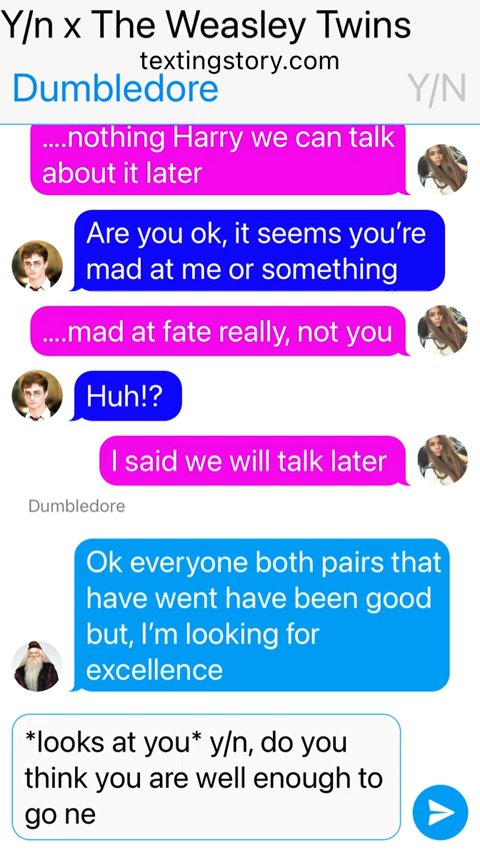 Y/n x The Weasley Twins
textingstory.com
Dumbledore
Y/N
....nothing Harry we can talk
about it later
Are you ok, it seems you're
mad at me or something
....mad at fate really, not you
Huh!?
I said we will talk later
Dumbledore
Ok everyone both pairs that
have went have been good
but, I'm looking for
excellence
*looks at you* y/n, do you
think you are well enough to
go ne